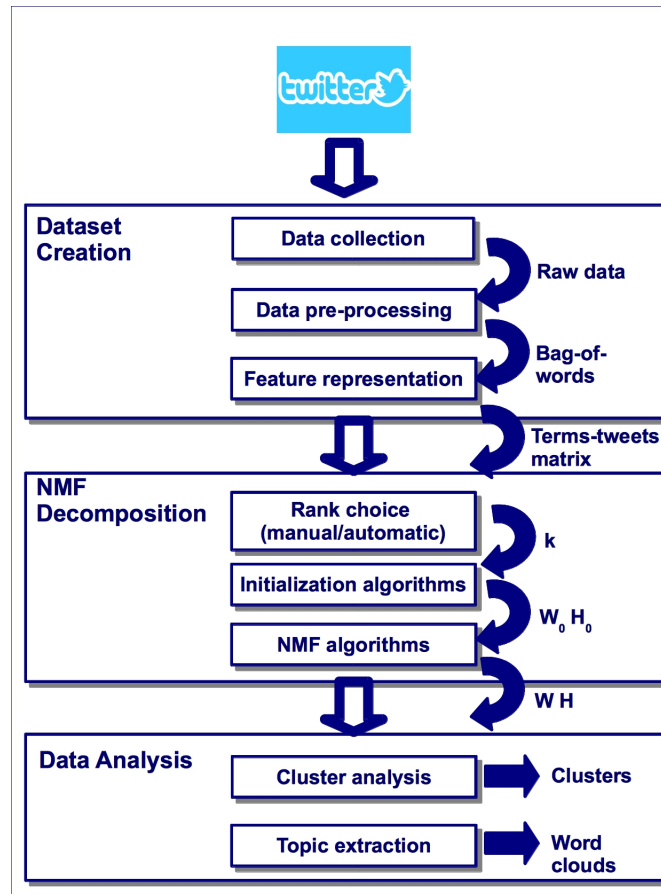 twitter
Dataset
Creation
Data collection
Raw data
Data pre-processing
Bag-of-
words
Feature representation
Terms-tweets
matrix
NMF
Decomposition
Rank choice
(manual/automatic)
k
Initialization algorithms
W₀ H₀
NMF algorithms
W H
Data Analysis
Cluster analysis
Clusters
Topic extraction
Word
clouds